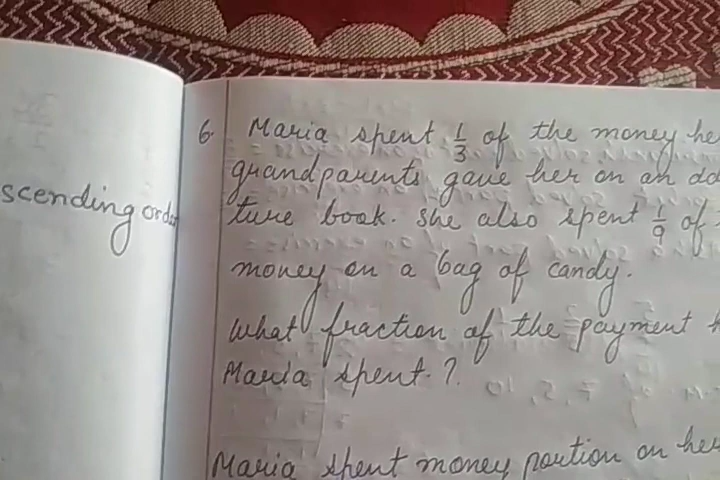 scending order
6. Maria spent 1/3 of the money he
grandparents gave her on an ad
ture book. She also spent 1/9 of
money on a bag of candy.
What fraction of the payment h
Maria spent.?
Maria spent money portion on her